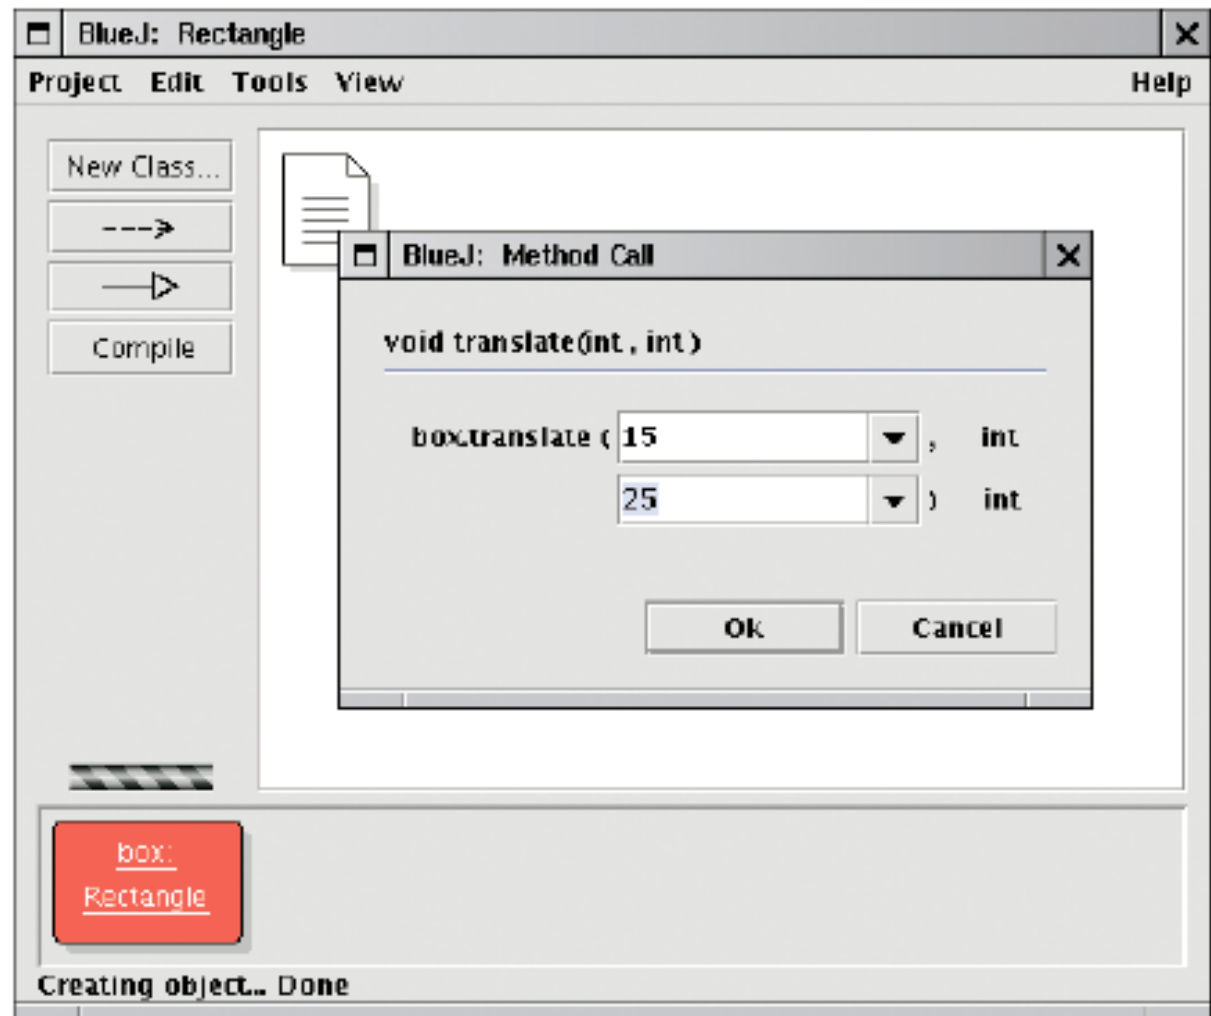 BlueJ: Rectangle
Project Edit Tools View Help
New Class...
Compile
BlueJ: Method Call
void translate(int, int)
box.translate ( 15 , int
25 ) int
Ok Cancel
box:
Rectangle
Creating object... Done